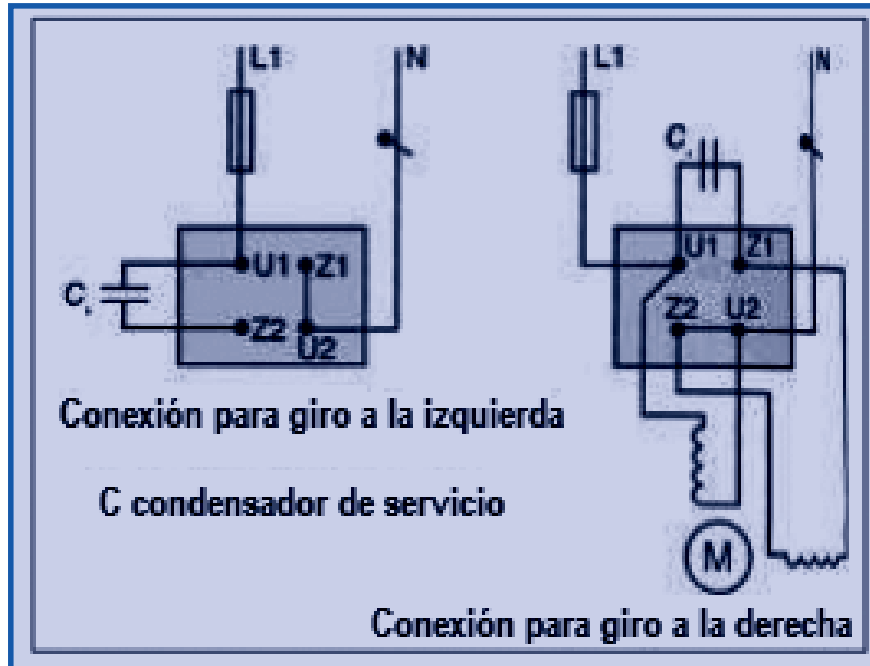 L1 N
C
U1 Z1
Z2 U2
Conexión para giro a la izquierda
C condensador de servicio
L1 N
C
U1 Z1
Z2 U2
M
Conexión para giro a la derecha